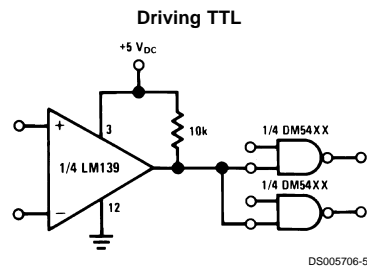 Driving TTL
+5 VDC
3
10k
+
1/4 LM139
−
12
1/4 DM54XX
1/4 DM54XX
DS005706-5